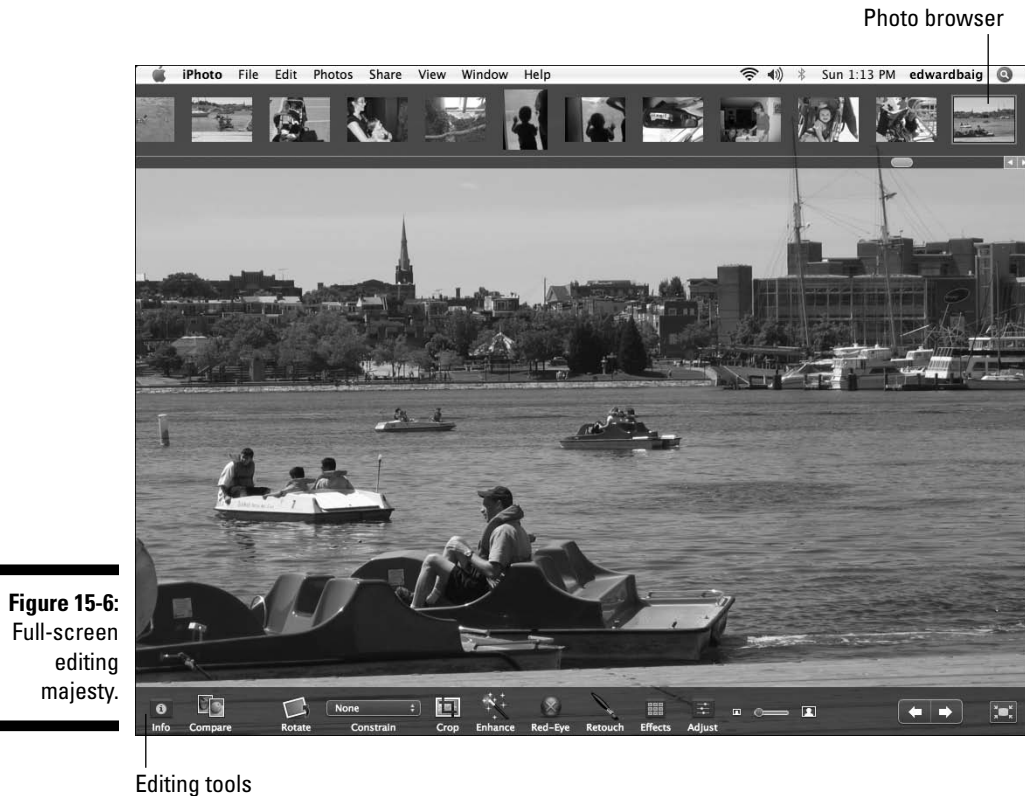 Photo browser
iPhoto File Edit Photos Share View Window Help Sun 1:13 PM edwardbaig
Figure 15-6:
Full-screen
editing
majesty.
Info Compare Rotate None Constrain Crop Enhance Red-Eye Retouch Effects Adjust
Editing tools